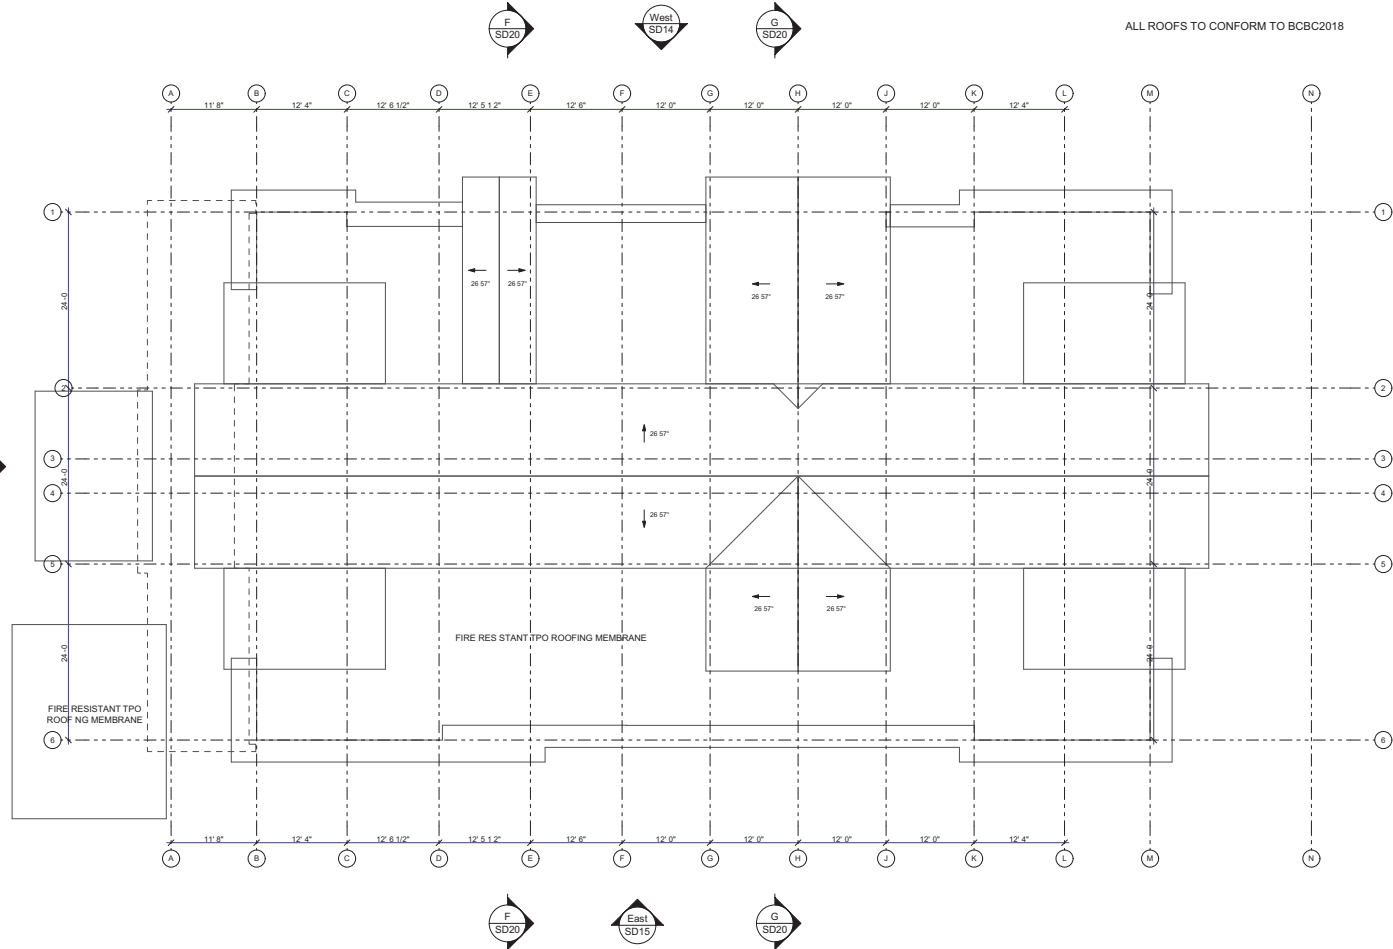 F
SD20
West
SD14
G
SD20
ALL ROOFS TO CONFORM TO BCBC2018
A B C D E F G H J K L M N
11' 8" 12' 4" 12' 6 1/2" 12' 5 1 2" 12' 6" 12' 0" 12' 0" 12' 0" 12' 0" 12' 4"
1 1
24 -0 24 -0
26 57° 26 57° 26 57° 26 57°
2 2
26 57°
3 3
24 -0 24 -0
4 4
26 57°
5 5
26 57° 26 57°
FIRE RES STANT TPO ROOFING MEMBRANE
24 -0 24 -0
FIRE RESISTANT TPO
ROOF NG MEMBRANE
6 6
11' 8" 12' 4" 12' 6 1/2" 12' 5 1 2" 12' 6" 12' 0" 12' 0" 12' 0" 12' 0" 12' 4"
A B C D E F G H J K L M N
F
SD20
East
SD15
G
SD20